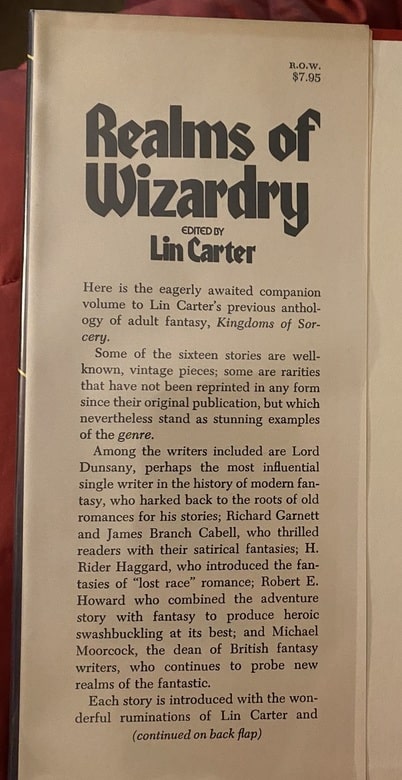 R.O.W.
$7.95
Realms of
Wizardry
EDITED BY
Lin Carter
Here is the eagerly awaited companion
volume to Lin Carter's previous anthol-
ogy of adult fantasy, Kingdoms of Sor-
cery.
Some of the sixteen stories are well-
known, vintage pieces; some are rarities
that have not been reprinted in any form
since their original publication, but which
nevertheless stand as stunning examples
of the genre.
Among the writers included are Lord
Dunsany, perhaps the most influential
single writer in the history of modern fan-
tasy, who harked back to the roots of old
romances for his stories; Richard Garnett
and James Branch Cabell, who thrilled
readers with their satirical fantasies; H.
Rider Haggard, who introduced the fan-
tasies of "lost race" romance; Robert E.
Howard who combined the adventure
story with fantasy to produce heroic
swashbuckling at its best; and Michael
Moorcock, the dean of British fantasy
writers, who continues to probe new
realms of the fantastic.
Each story is introduced with the won-
derful ruminations of Lin Carter and
(continued on back flap)